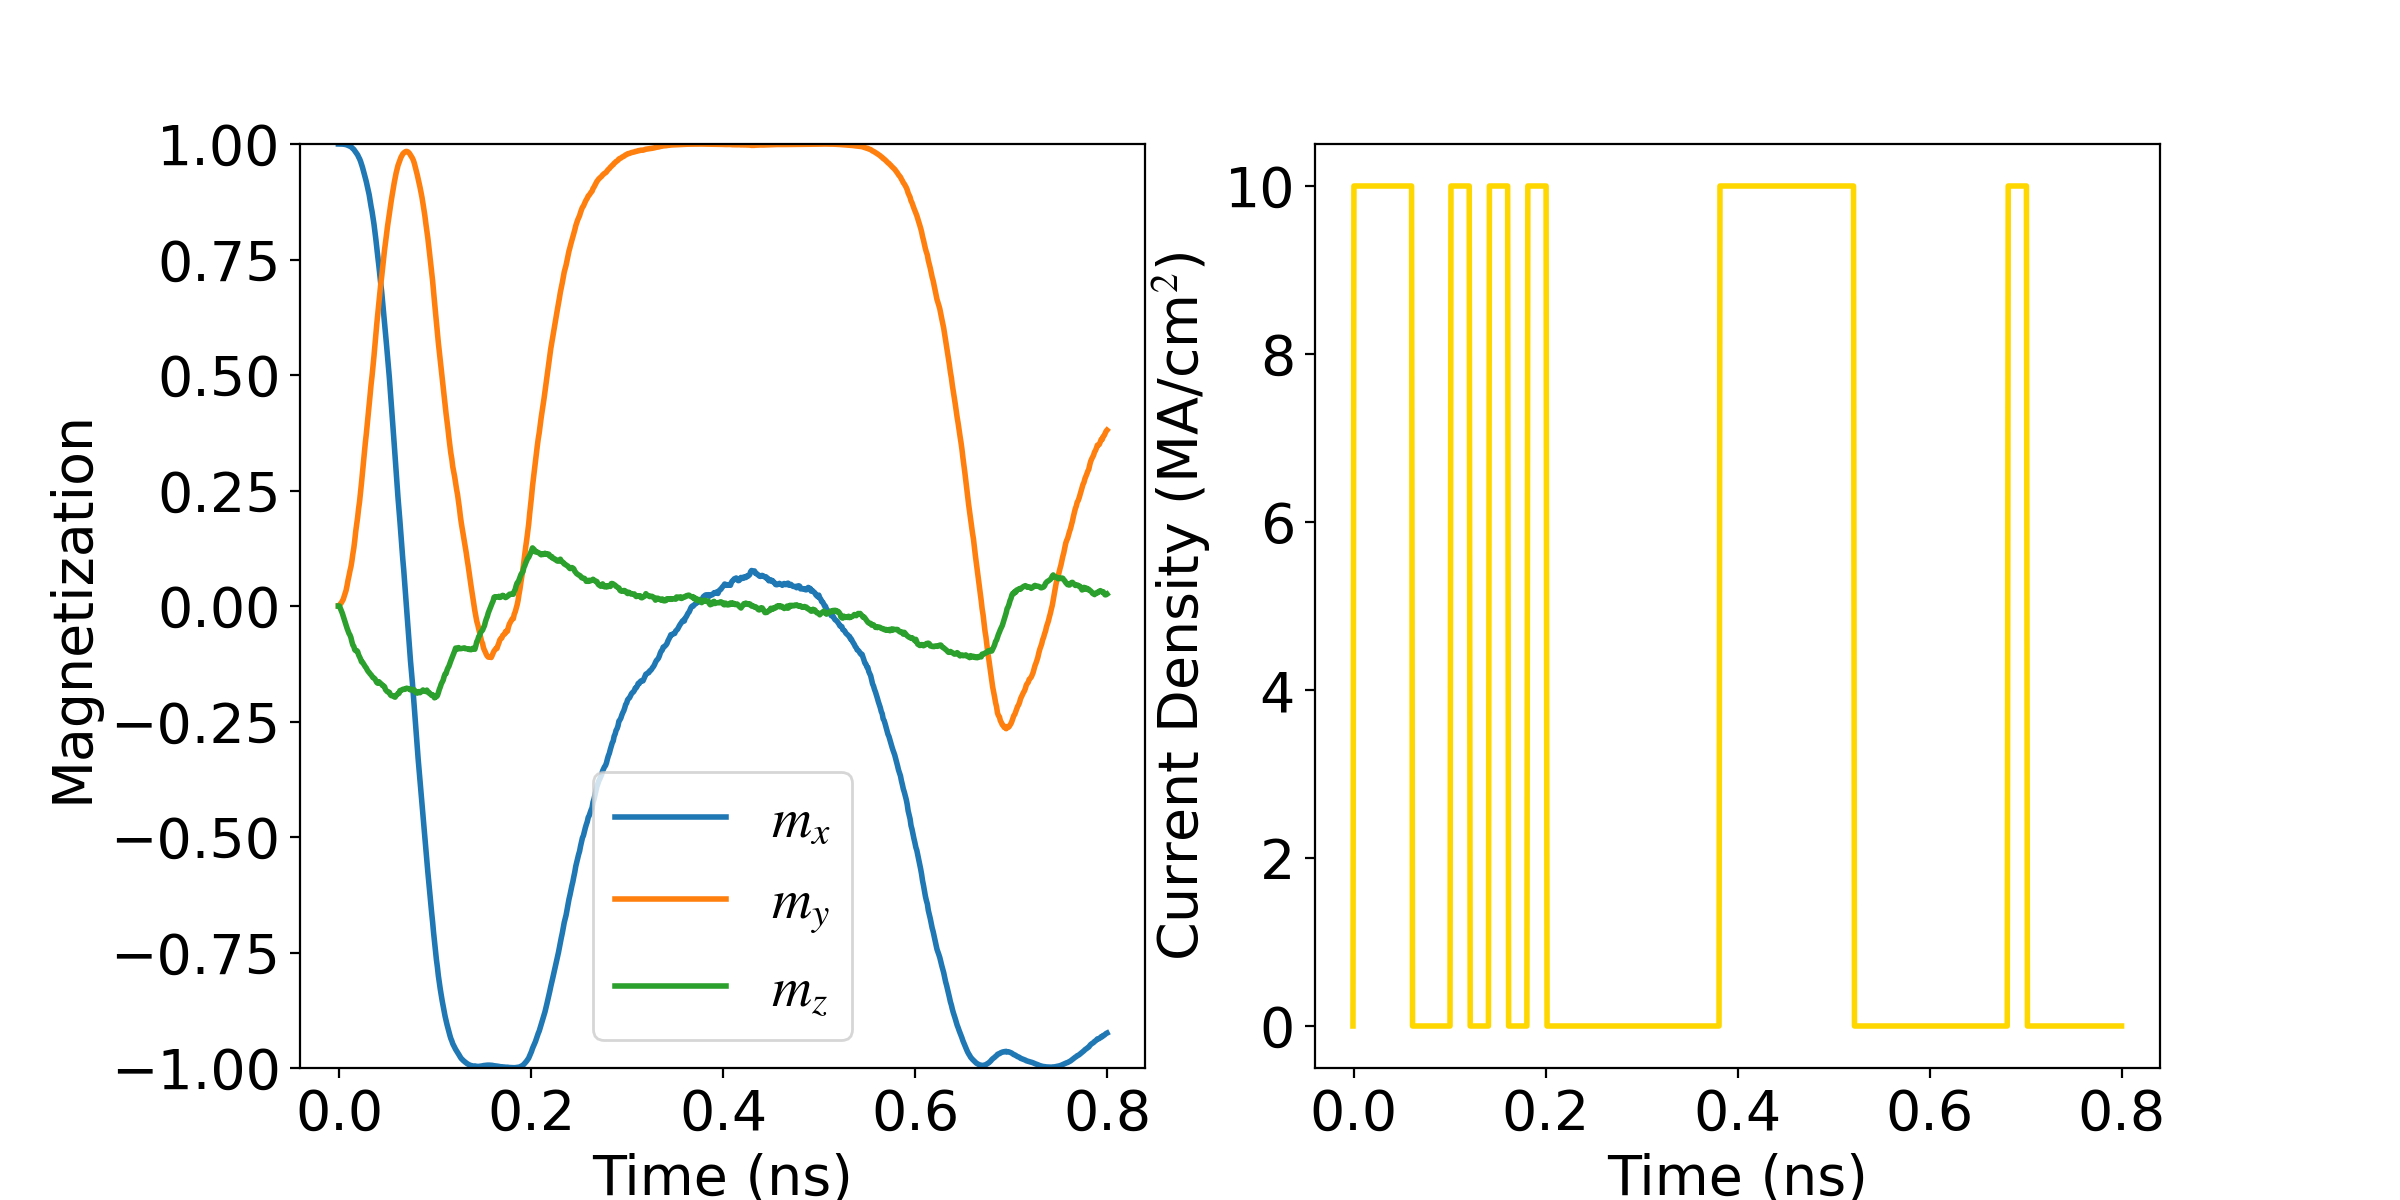 1.00
0.75
0.50
0.25
0.00
−0.25
−0.50
−0.75
−1.00
Magnetization
0.0 0.2 0.4 0.6 0.8
Time (ns)
m_x
m_y
m_z
10
8
6
4
2
0
Current Density (MA/cm²)
0.0 0.2 0.4 0.6 0.8
Time (ns)